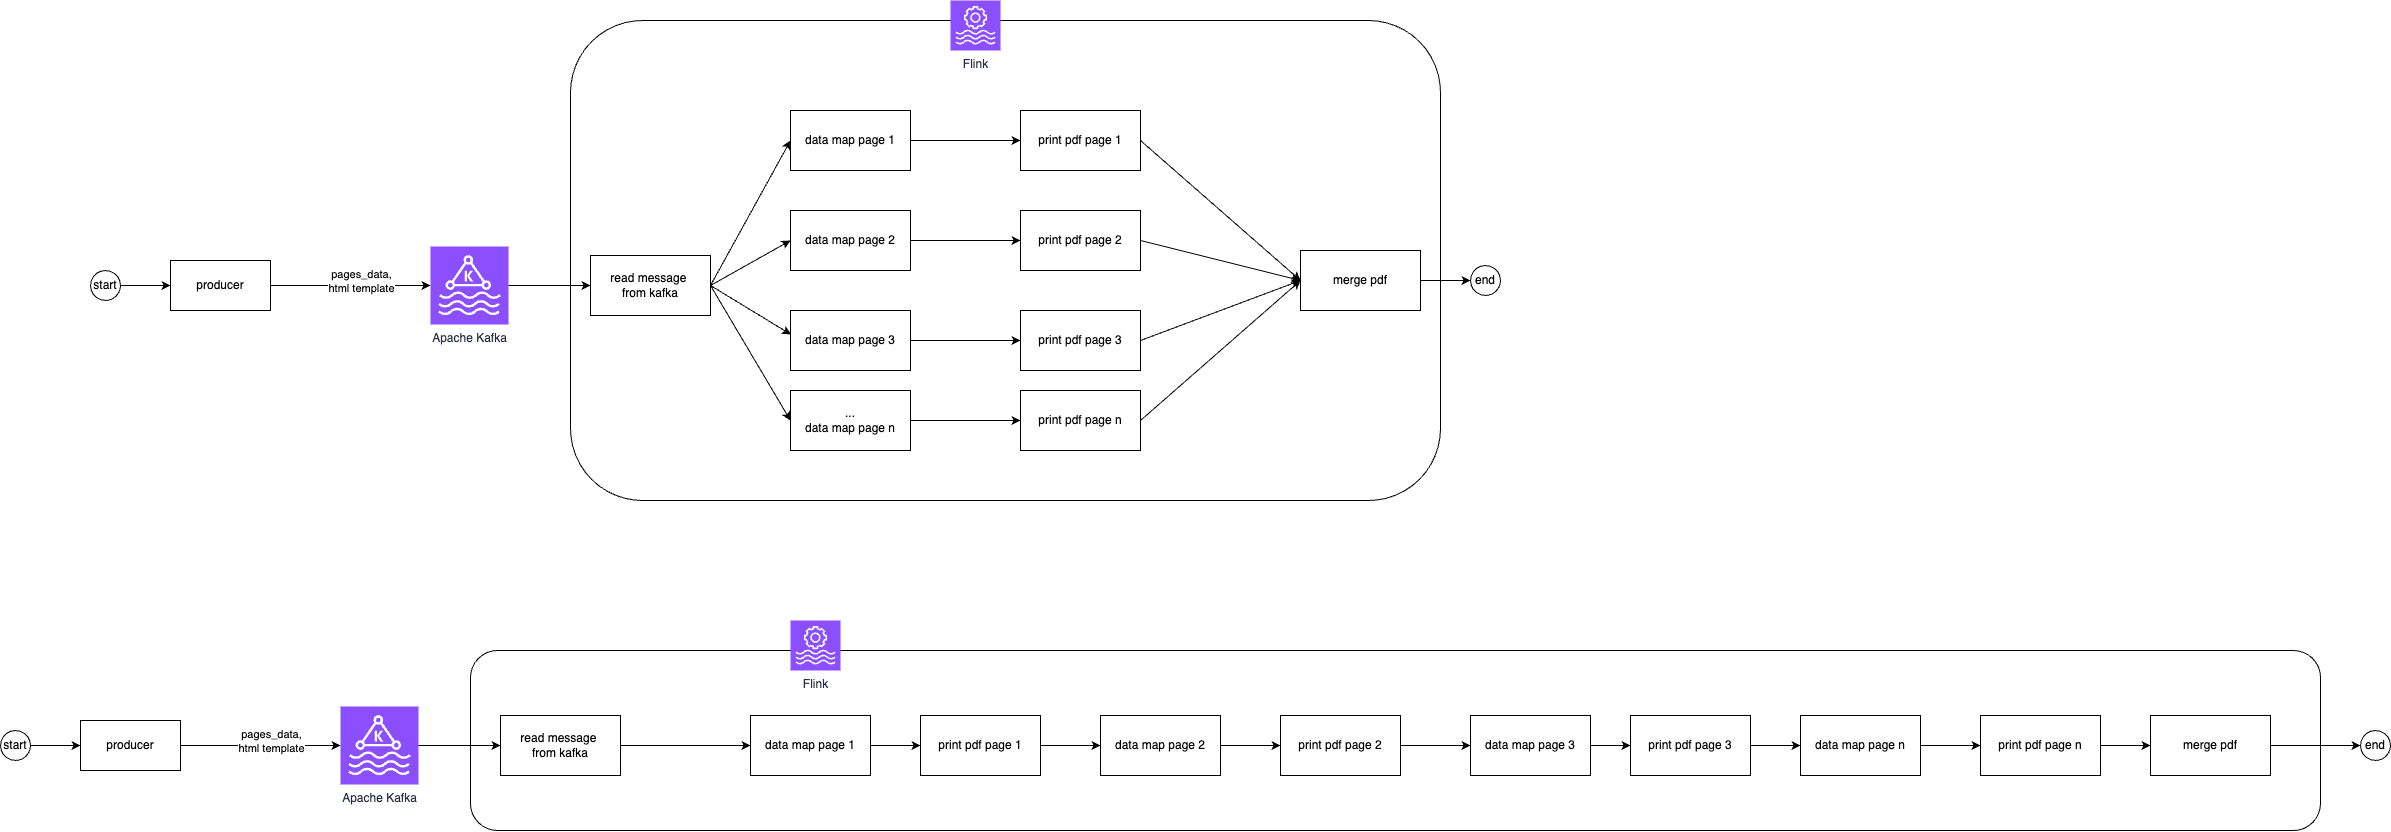 Flink
data map page 1
print pdf page 1
data map page 2
print pdf page 2
start
producer
pages_data,
html template
K
Apache Kafka
read message
from kafka
merge pdf
end
data map page 3
print pdf page 3
...
data map page n
print pdf page n
Flink
start
producer
pages_data,
html template
K
Apache Kafka
read message
from kafka
data map page 1
print pdf page 1
data map page 2
print pdf page 2
data map page 3
print pdf page 3
data map page n
print pdf page n
merge pdf
end